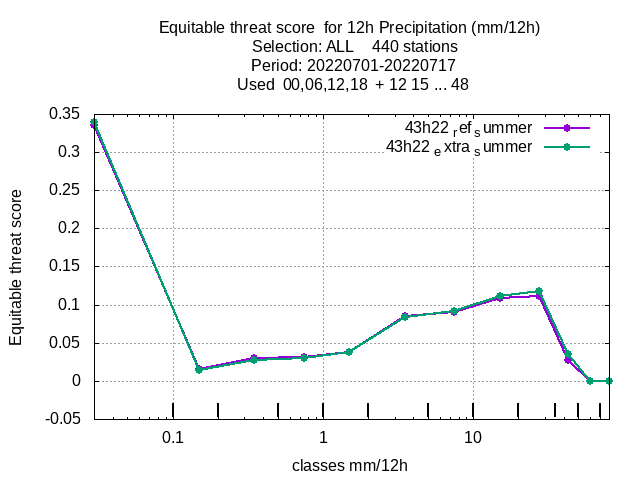 Equitable threat score  for 12h Precipitation (mm/12h)
Selection: ALL    440 stations
Period: 20220701-20220717
Used  00,06,12,18  + 12 15 ... 48
43h22 ref summer
43h22 extra summer
Equitable threat score
0.35
0.3
0.25
0.2
0.15
0.1
0.05
0
-0.05
0.1
1
10
classes mm/12h